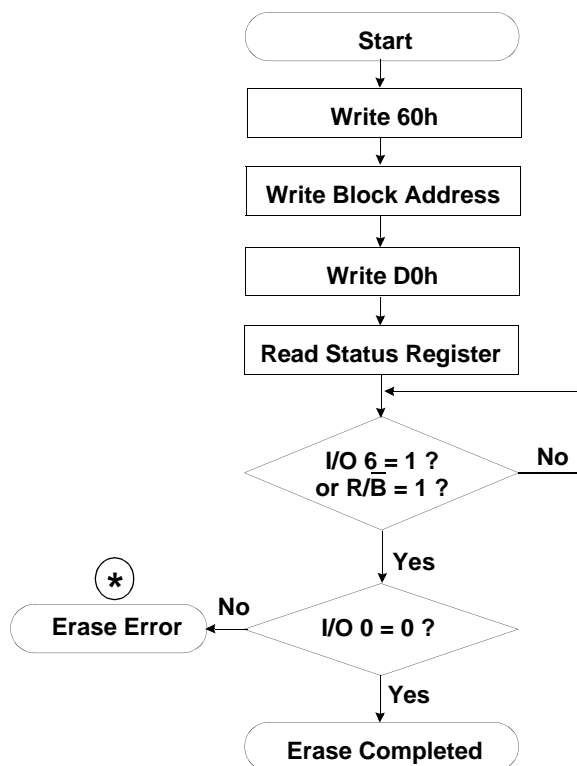 Start
Write 60h
Write Block Address
Write D0h
Read Status Register
I/O 6 = 1 ?
or R/B̅ = 1 ?
No
Yes
*
No
Erase Error
I/O 0 = 0 ?
Yes
Erase Completed